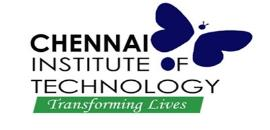 CHENNAI
INSTITUTE OF
TECHNOLOGY
Transforming Lives